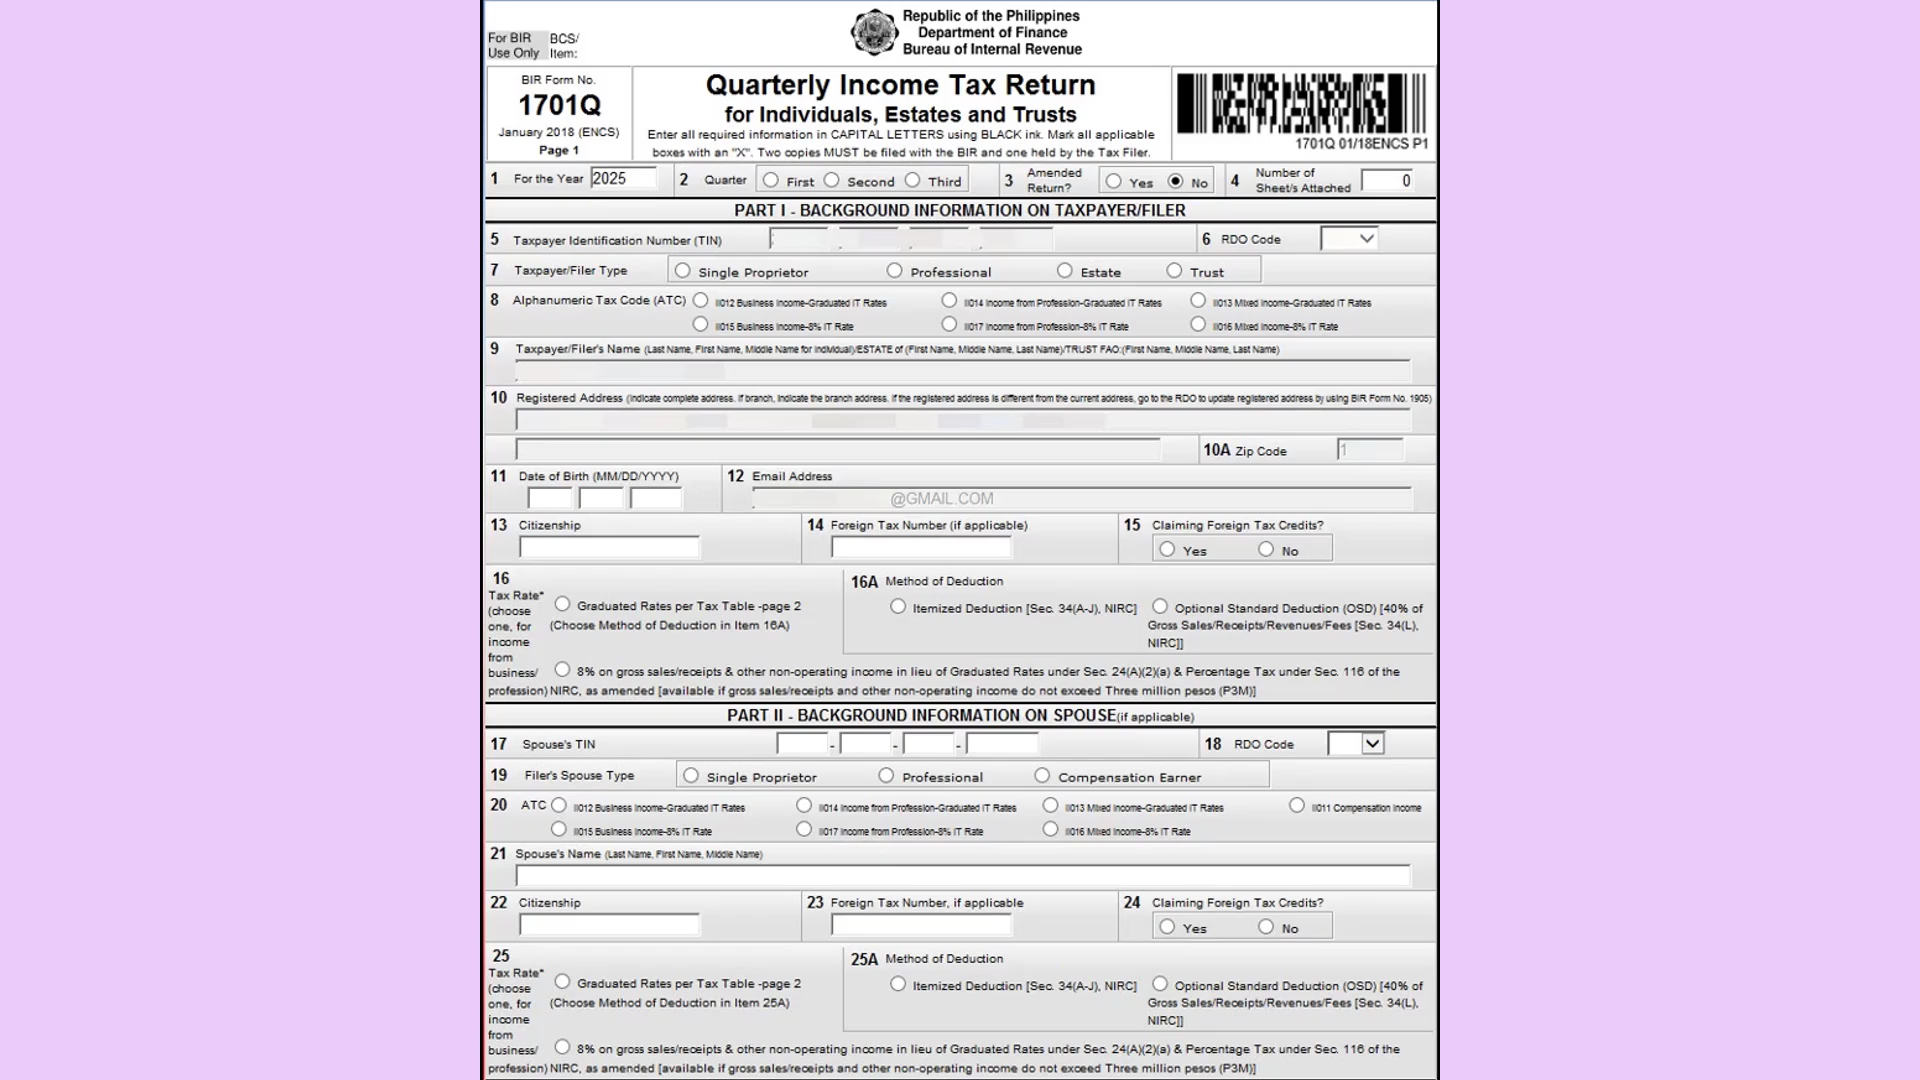 Republic of the Philippines
Department of Finance
Bureau of Internal Revenue
For BIR BCS/
Use Only Item:
BIR Form No.
1701Q
January 2018 (ENCS)
Page 1
Quarterly Income Tax Return
for Individuals, Estates and Trusts
Enter all required information in CAPITAL LETTERS using BLACK ink. Mark all applicable
boxes with an "X". Two copies MUST be filed with the BIR and one held by the Tax Filer.
1701Q 01/18ENCS P1
1 For the Year 2025 2 Quarter First Second Third 3 Amended Return? Yes No 4 Number of Sheet/s Attached 0
PART I - BACKGROUND INFORMATION ON TAXPAYER/FILER
5 Taxpayer Identification Number (TIN) 6 RDO Code
7 Taxpayer/Filer Type Single Proprietor Professional Estate Trust
8 Alphanumeric Tax Code (ATC) II012 Business Income-Graduated IT Rates II014 Income from Profession-Graduated IT Rates II013 Mixed Income-Graduated IT Rates
II015 Business Income-8% IT Rate II017 Income from Profession-8% IT Rate II016 Mixed Income-8% IT Rate
9 Taxpayer/Filer's Name (Last Name, First Name, Middle Name for Individual)/ESTATE of (First Name, Middle Name, Last Name)/TRUST FAO:(First Name, Middle Name, Last Name)
10 Registered Address (Indicate complete address. If branch, indicate the branch address. If the registered address is different from the current address, go to the RDO to update registered address by using BIR Form No. 1905)
10A Zip Code 1
11 Date of Birth (MM/DD/YYYY) 12 Email Address
@GMAIL.COM
13 Citizenship 14 Foreign Tax Number (if applicable) 15 Claiming Foreign Tax Credits?
Yes No
16 Tax Rate* (choose one, for income from business/profession)
Graduated Rates per Tax Table -page 2
(Choose Method of Deduction in Item 16A)
16A Method of Deduction
Itemized Deduction [Sec. 34(A-J), NIRC]
Optional Standard Deduction (OSD) [40% of
Gross Sales/Receipts/Revenues/Fees [Sec. 34(L),
NIRC]]
8% on gross sales/receipts & other non-operating income in lieu of Graduated Rates under Sec. 24(A)(2)(a) & Percentage Tax under Sec. 116 of the
NIRC, as amended [available if gross sales/receipts and other non-operating income do not exceed Three million pesos (P3M)]
PART II - BACKGROUND INFORMATION ON SPOUSE(if applicable)
17 Spouse's TIN - - - 18 RDO Code
19 Filer's Spouse Type Single Proprietor Professional Compensation Earner
20 ATC II012 Business Income-Graduated IT Rates II014 Income from Profession-Graduated IT Rates II013 Mixed Income-Graduated IT Rates II011 Compensation Income
II015 Business Income-8% IT Rate II017 Income from Profession-8% IT Rate II016 Mixed Income-8% IT Rate
21 Spouse's Name (Last Name, First Name, Middle Name)
22 Citizenship 23 Foreign Tax Number, if applicable 24 Claiming Foreign Tax Credits?
Yes No
25 Tax Rate* (choose one, for income from business/profession)
Graduated Rates per Tax Table -page 2
(Choose Method of Deduction in Item 25A)
25A Method of Deduction
Itemized Deduction [Sec. 34(A-J), NIRC]
Optional Standard Deduction (OSD) [40% of
Gross Sales/Receipts/Revenues/Fees [Sec. 34(L),
NIRC]]
8% on gross sales/receipts & other non-operating income in lieu of Graduated Rates under Sec. 24(A)(2)(a) & Percentage Tax under Sec. 116 of the
NIRC, as amended [available if gross sales/receipts and other non-operating income do not exceed Three million pesos (P3M)]